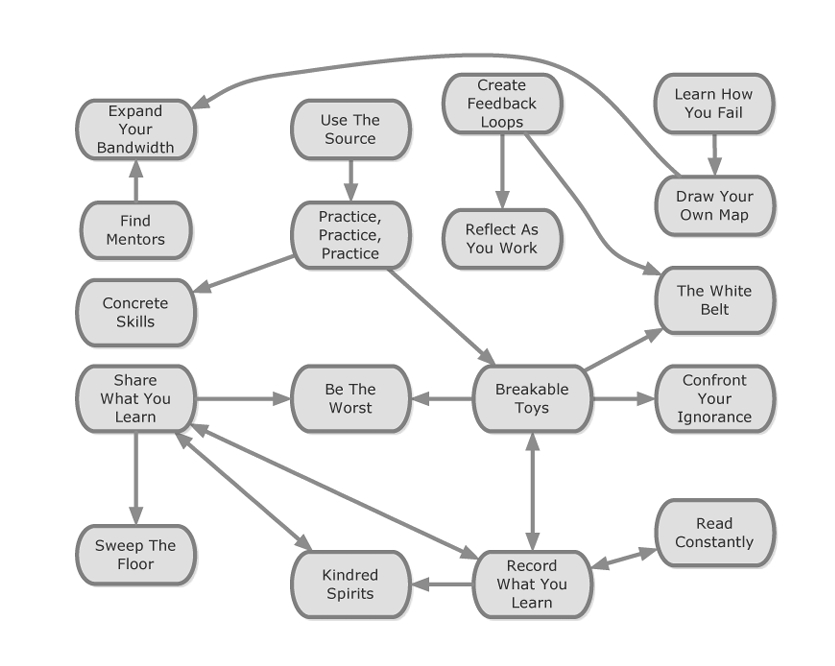 Create
Feedback
Loops
Learn How
You Fail
Expand
Your
Bandwidth
Use The
Source
Draw Your
Own Map
Find
Mentors
Practice,
Practice,
Practice
Reflect As
You Work
Concrete
Skills
The White
Belt
Share
What You
Learn
Be The
Worst
Breakable
Toys
Confront
Your
Ignorance
Sweep The
Floor
Kindred
Spirits
Record
What You
Learn
Read
Constantly